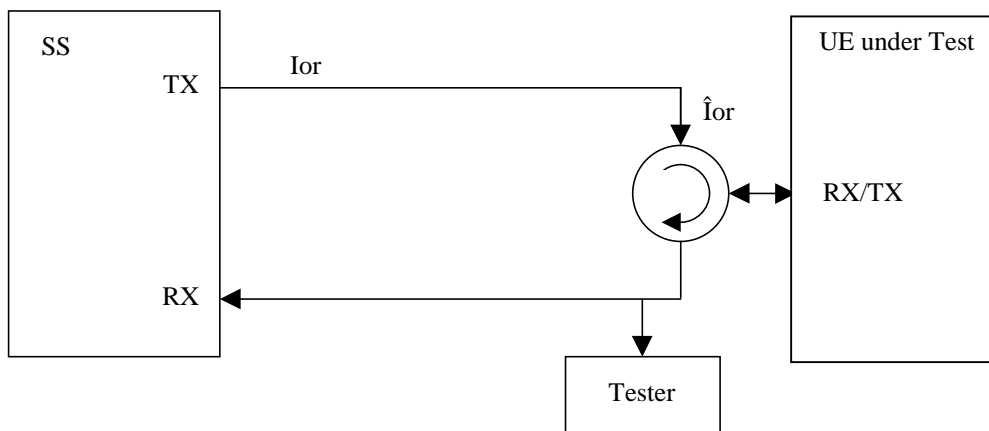 SS
UE under Test
TX
Ior
Îor
RX/TX
RX
Tester